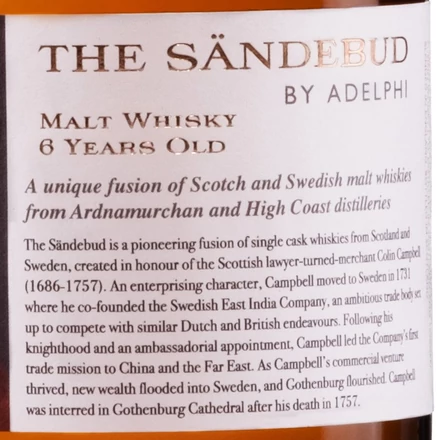 THE SÄNDEBUD
BY ADELPHI
MALT WHISKY
6 YEARS OLD
A unique fusion of Scotch and Swedish malt whiskies
from Ardnamurchan and High Coast distilleries
The Sändebud is a pioneering fusion of single cask whiskies from Scotland and
Sweden, created in honour of the Scottish lawyer-turned-merchant Colin Campbell
(1686-1757). An enterprising character, Campbell moved to Sweden in 1731
where he co-founded the Swedish East India Company, an ambitious trade body set
up to compete with similar Dutch and British endeavours. Following his
knighthood and an ambassadorial appointment, Campbell led the Company's first
trade mission to China and the Far East. As Campbell's commercial venture
thrived, new wealth flooded into Sweden, and Gothenburg flourished. Campbell
was interred in Gothenburg Cathedral after his death in 1757.